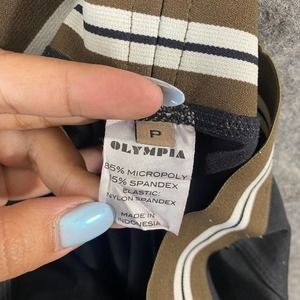 P
OLYMPIA
85% MICROPOLY
15% SPANDEX
ELASTIC:
NYLON SPANDEX
MADE IN
INDONESIA